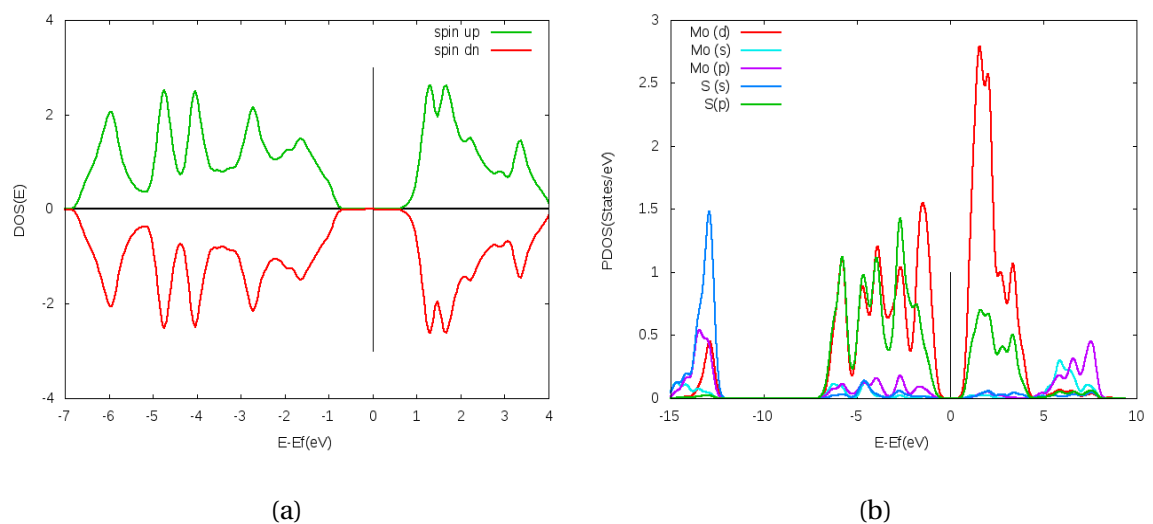 4
2
0
-2
-4
DOS(E)
spin up
spin dn
-7 -6 -5 -4 -3 -2 -1 0 1 2 3 4
E-Ef(eV)
(a)
3
2.5
2
1.5
1
0.5
0
PDOS(States/eV)
Mo (d)
Mo (s)
Mo (p)
S (s)
S(p)
-15 -10 -5 0 5 10
E-Ef(eV)
(b)